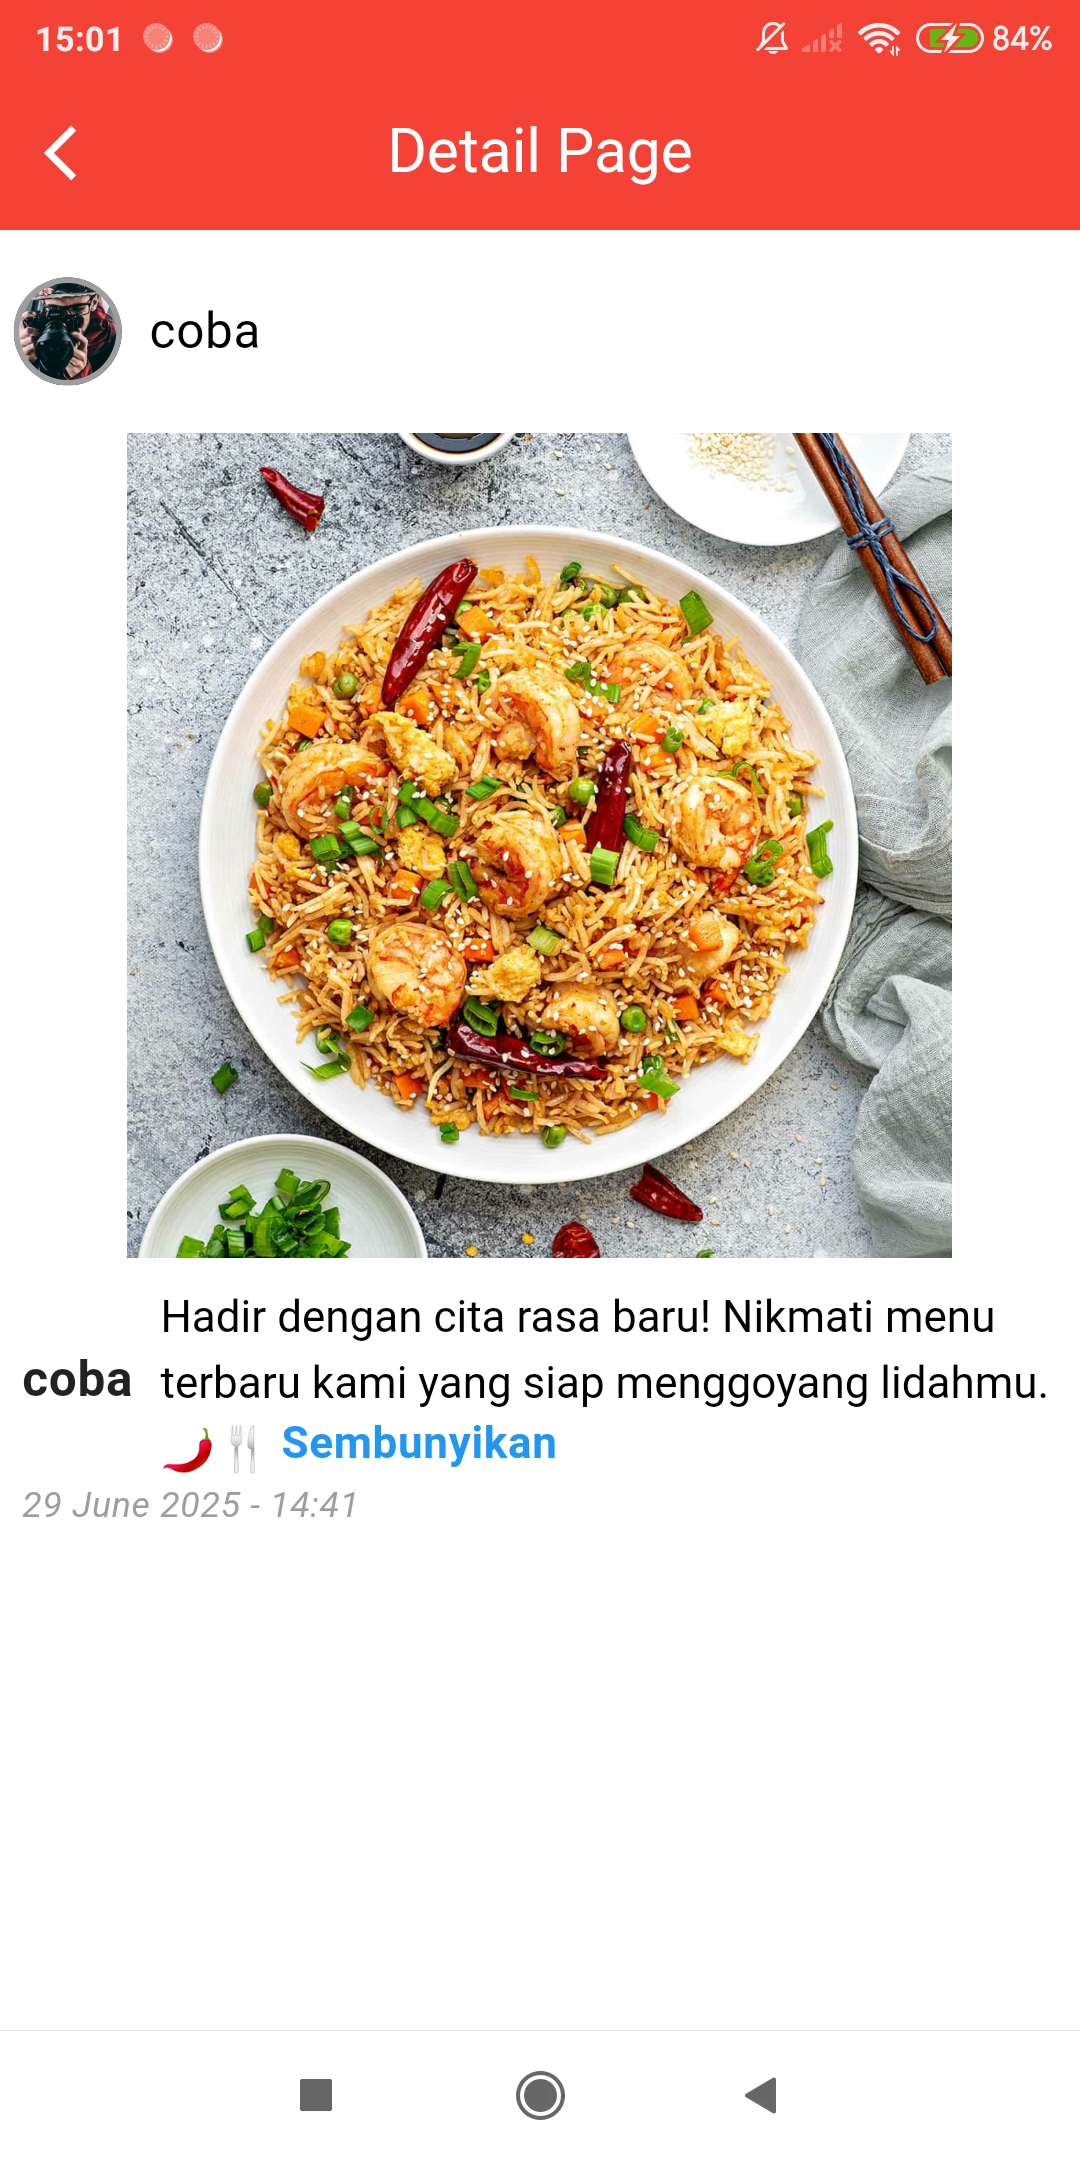 15:01
84%
Detail Page
coba
Hadir dengan cita rasa baru! Nikmati menu
coba terbaru kami yang siap menggoyang lidahmu.
🌶️🍴 Sembunyikan
29 June 2025 - 14:41